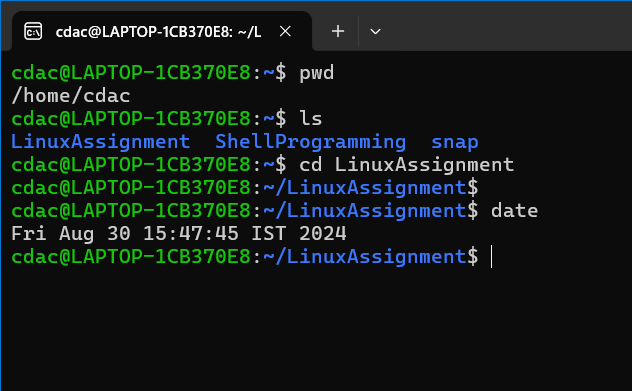 cdac@LAPTOP-1CB370E8: ~/L
cdac@LAPTOP-1CB370E8:~$ pwd
/home/cdac
cdac@LAPTOP-1CB370E8:~$ ls
LinuxAssignment  ShellProgramming  snap
cdac@LAPTOP-1CB370E8:~$ cd LinuxAssignment
cdac@LAPTOP-1CB370E8:~/LinuxAssignment$
cdac@LAPTOP-1CB370E8:~/LinuxAssignment$ date
Fri Aug 30 15:47:45 IST 2024
cdac@LAPTOP-1CB370E8:~/LinuxAssignment$